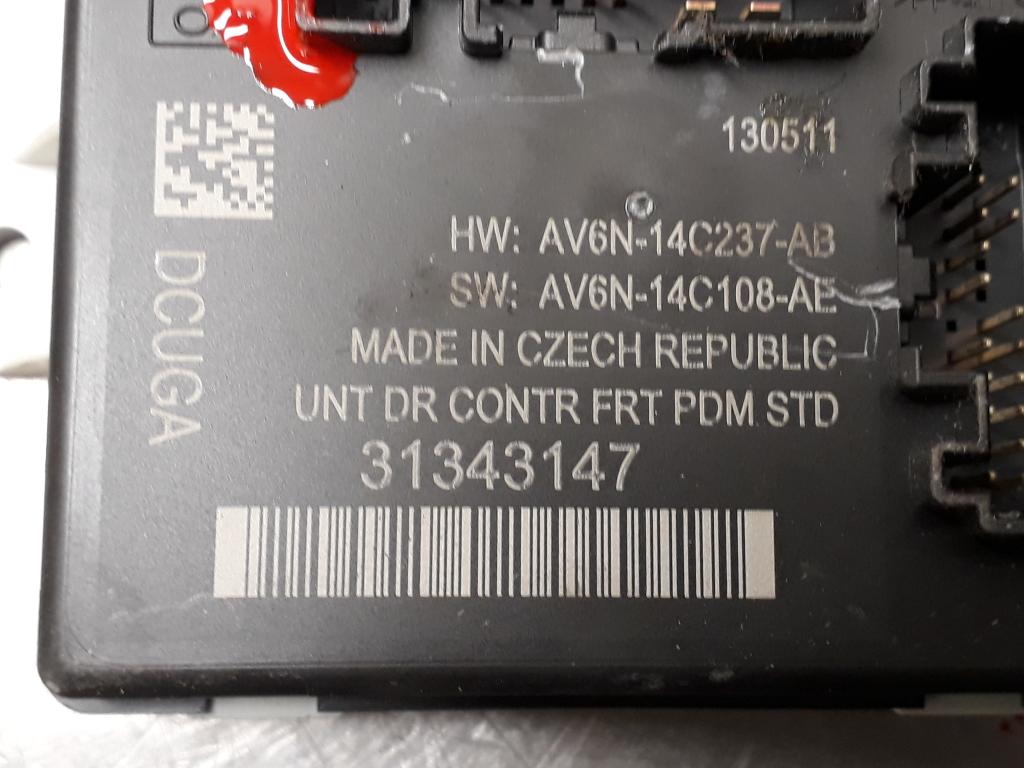 130511
HW: AV6N-14C237-AB
SW: AV6N-14C108-AE
MADE IN CZECH REPUBLIC
UNT DR CONTR FRT PDM STD
31343147
DCUGA